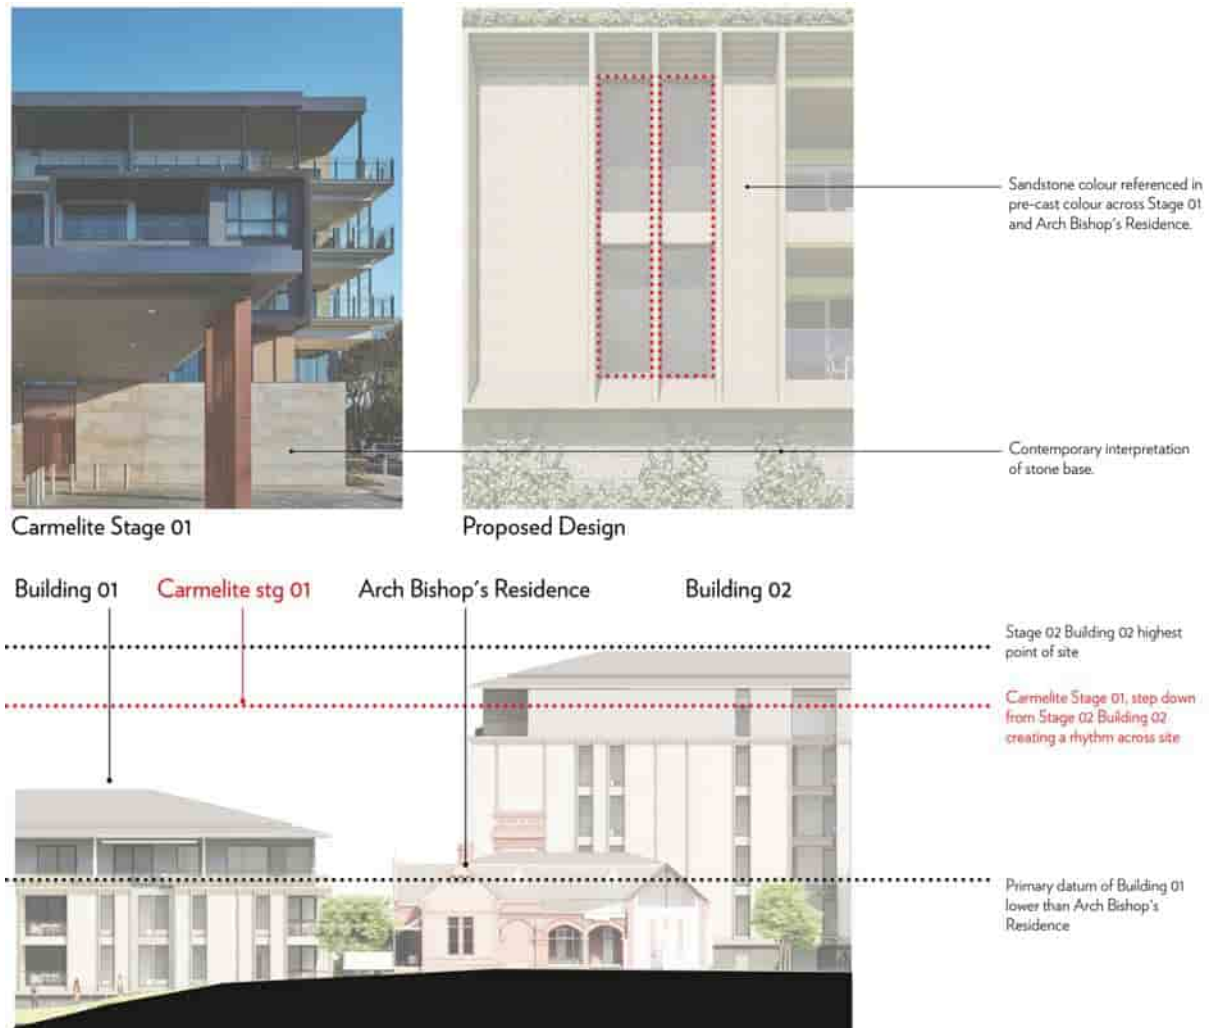 Sandstone colour referenced in
pre-cast colour across Stage 01
and Arch Bishop's Residence.
Contemporary interpretation
of stone base.
Carmelite Stage 01
Proposed Design
Building 01
Carmelite stg 01
Arch Bishop's Residence
Building 02
Stage 02 Building 02 highest
point of site
Carmelite Stage 01, step down
from Stage 02 Building 02
creating a rhythm across site
Primary datum of Building 01
lower than Arch Bishop's
Residence